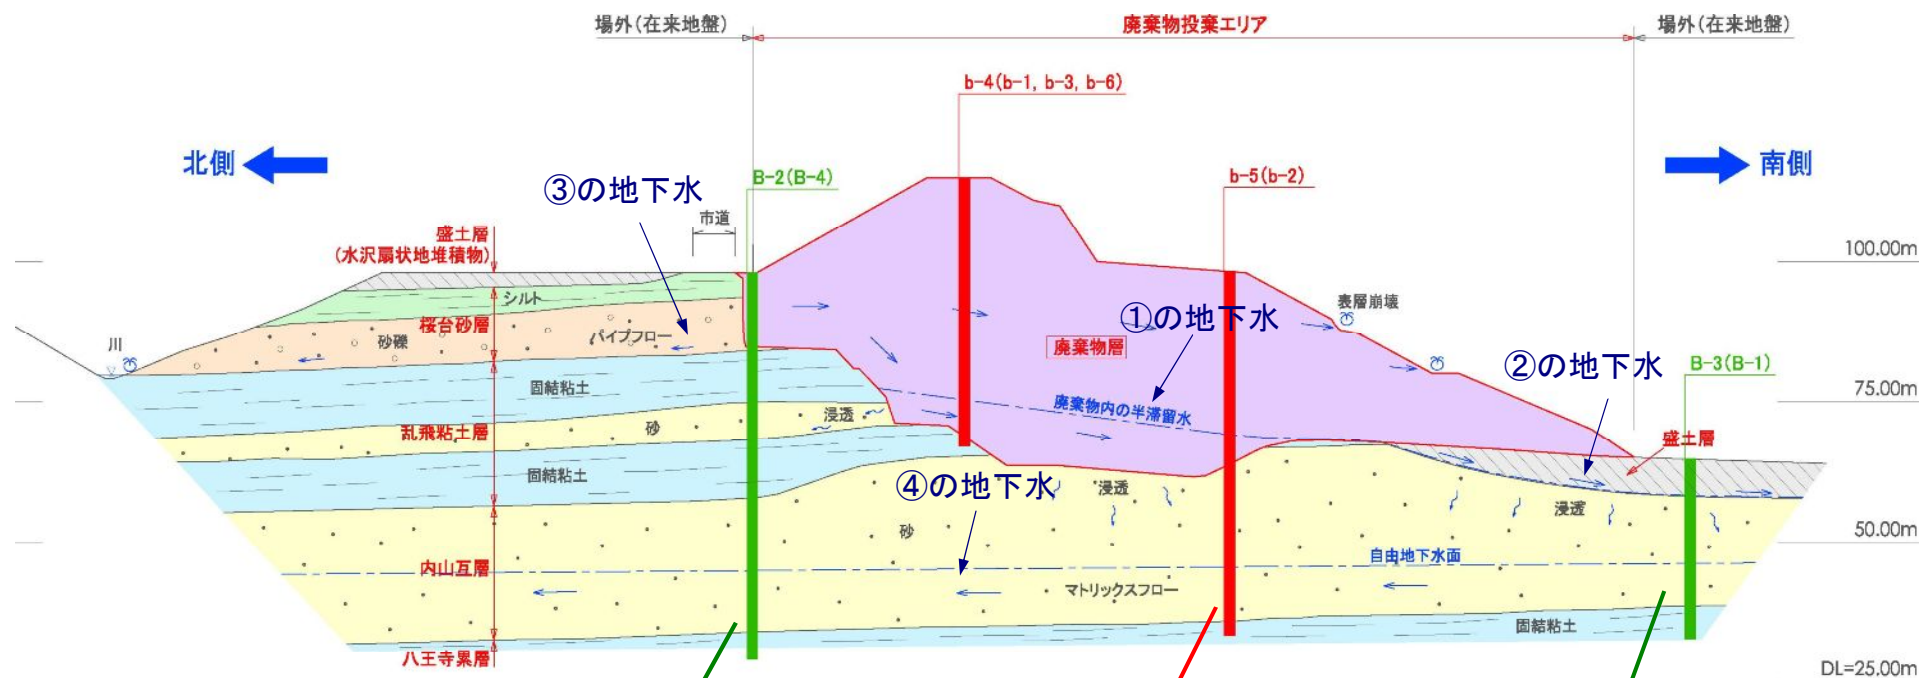 場外(在来地盤)
廃棄物投棄エリア
場外(在来地盤)
b-4(b-1, b-3, b-6)
北側
南側
③の地下水
B-2(B-4)
b-5(b-2)
市道
盛土層
(水沢扇状地堆積物)
100.00m
シルト
桜台砂層
砂礫
パイプフロー
①の地下水
表層崩壊
川
廃棄物層
②の地下水
B-3(B-1)
固結粘土
75.00m
廃棄物内の半滞留水
浸透
砂
乱飛粘土層
盛土層
固結粘土
④の地下水
浸透
浸透
砂
50.00m
自由地下水面
内山互層
マトリックスフロー
固結粘土
八王寺累層
DL=25.00m